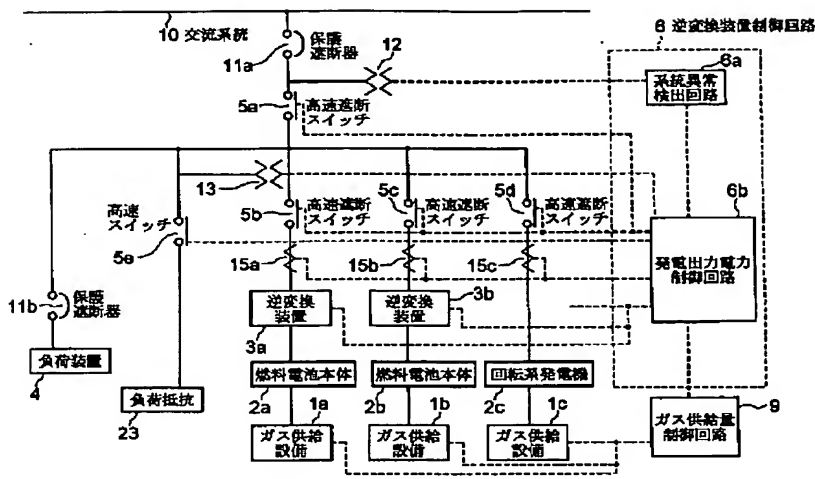 10 交流系統
保護
遮断器
11a
12
6 逆変換装置制御回路
6a
系統異常
検出回路
5a
高速遮断
スイッチ
13
高速
スイッチ
5e
5b
高速遮断
スイッチ
5c
高速遮断
スイッチ
5d
高速遮断
スイッチ
6b
発電出力電力
制御回路
15a
15b
15c
11b
保護
遮断器
逆変換
装置
3a
逆変換
装置
3b
負荷装置
4
負荷抵抗
23
燃料電池本体
2a
燃料電池本体
2b
回転系発電機
2c
1a
ガス供給
設備
1b
ガス供給
設備
1c
ガス供給
設備
ガス供給量
制御回路
9